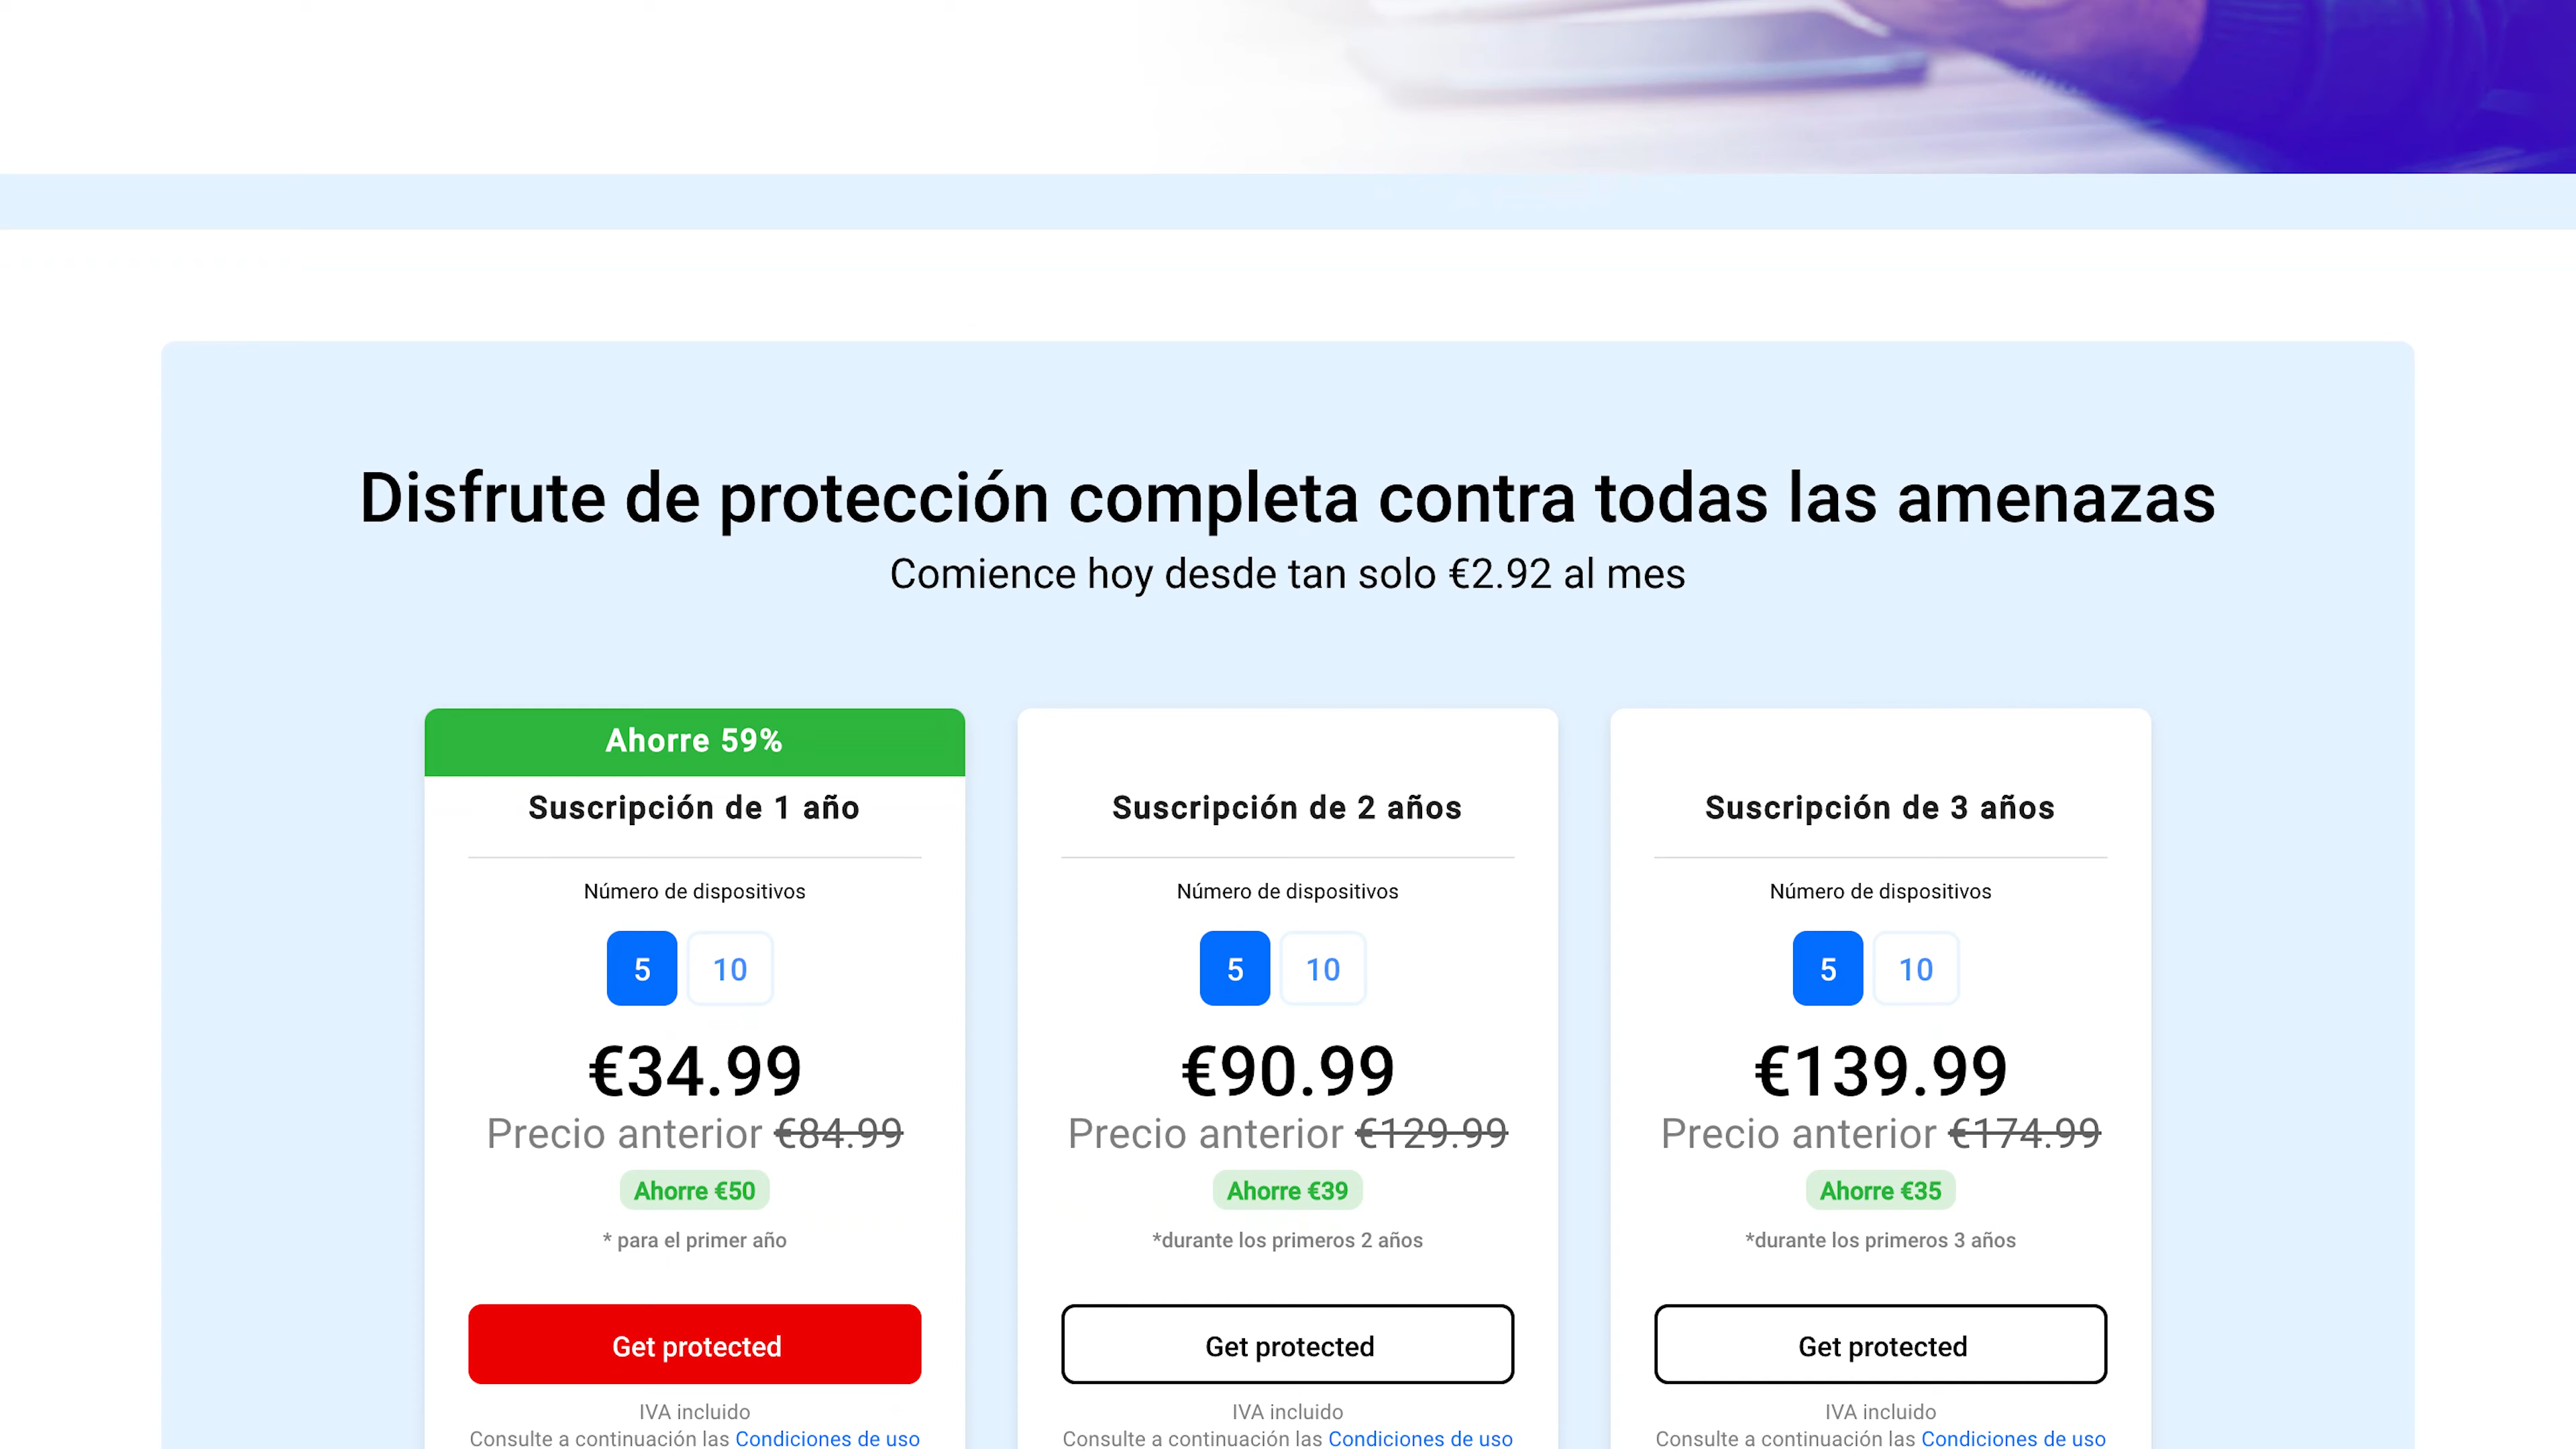 Disfrute de protección completa contra todas las amenazas
Comience hoy desde tan solo €2.92 al mes
Ahorre 59%
Suscripción de 1 año
Número de dispositivos
5 10
€34.99
Precio anterior €84.99
Ahorre €50
* para el primer año
Get protected
IVA incluido
Consulte a continuación las Condiciones de uso
Suscripción de 2 años
Número de dispositivos
5 10
€90.99
Precio anterior €129.99
Ahorre €39
*durante los primeros 2 años
Get protected
IVA incluido
Consulte a continuación las Condiciones de uso
Suscripción de 3 años
Número de dispositivos
5 10
€139.99
Precio anterior €174.99
Ahorre €35
*durante los primeros 3 años
Get protected
IVA incluido
Consulte a continuación las Condiciones de uso